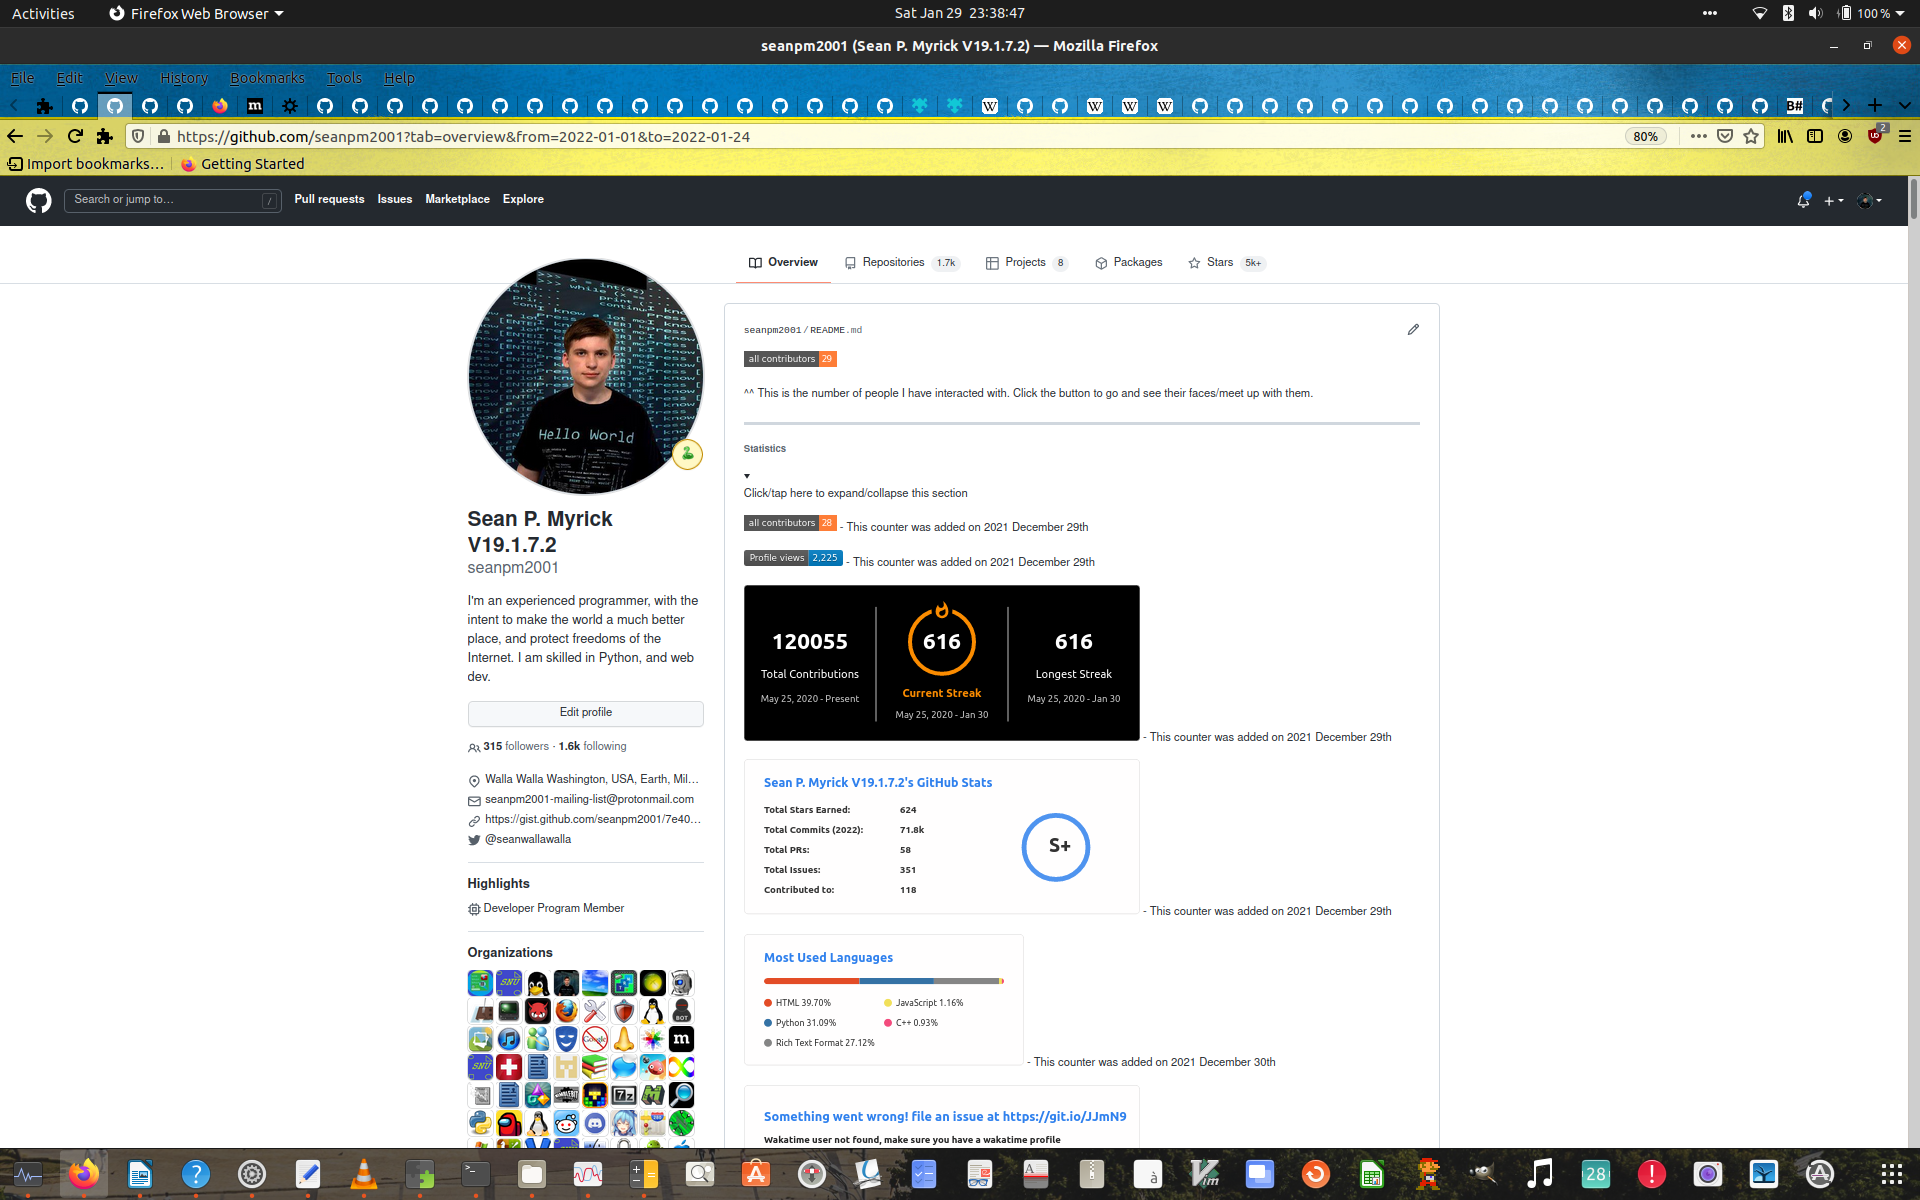 Activities
Firefox Web Browser
Sat Jan 29 23:38:47
100 %
seanpm2001 (Sean P. Myrick V19.1.7.2) — Mozilla Firefox
File Edit View History Bookmarks Tools Help
https://github.com/seanpm2001?tab=overview&from=2022-01-01&to=2022-01-24
80%
2
Import bookmarks...
Getting Started
Search or jump to...
/
Pull requests Issues Marketplace Explore
Overview
Repositories 1.7k
Projects 8
Packages
Stars 5k+
Hello World
Sean P. Myrick V19.1.7.2
seanpm2001
I'm an experienced programmer, with the
intent to make the world a much better
place, and protect freedoms of the
Internet. I am skilled in Python, and web
dev.
Edit profile
315 followers · 1.6k following
Walla Walla Washington, USA, Earth, Mil...
seanpm2001-mailing-list@protonmail.com
https://gist.github.com/seanpm2001/7e40...
@seanwallawalla
Highlights
Developer Program Member
Organizations
seanpm2001/README.md
all contributors 29
^^ This is the number of people I have interacted with. Click the button to go and see their faces/meet up with them.
Statistics
Click/tap here to expand/collapse this section
all contributors 28 - This counter was added on 2021 December 29th
Profile views 2,225 - This counter was added on 2021 December 29th
120055
Total Contributions
May 25, 2020 - Present
616
Current Streak
May 25, 2020 - Jan 30
616
Longest Streak
May 25, 2020 - Jan 30
- This counter was added on 2021 December 29th
Sean P. Myrick V19.1.7.2's GitHub Stats
Total Stars Earned: 624
Total Commits (2022): 71.8k
Total PRs: 58
Total Issues: 351
Contributed to: 118
S+
- This counter was added on 2021 December 29th
Most Used Languages
HTML 39.70%
JavaScript 1.16%
Python 31.09%
C++ 0.93%
Rich Text Format 27.12%
- This counter was added on 2021 December 30th
Something went wrong! file an issue at https://git.io/JJmN9
Wakatime user not found, make sure you have a wakatime profile
28